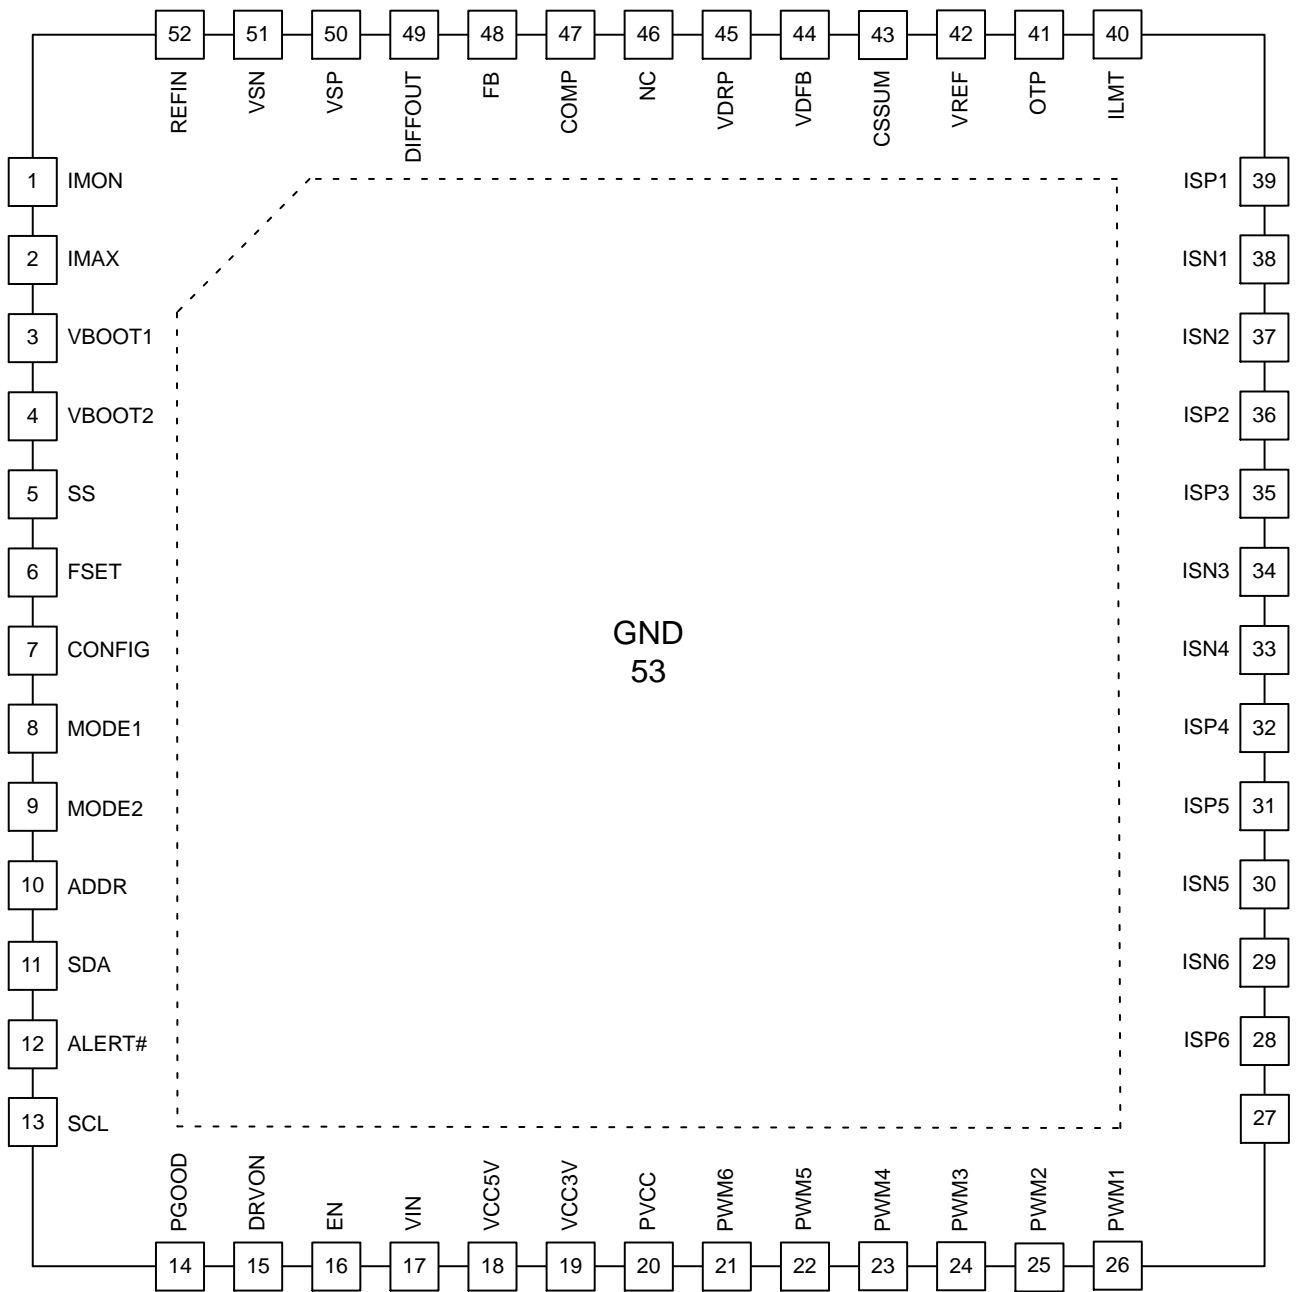 52 51 50 49 48 47 46 45 44 43 42 41 40
REFIN VSN VSP DIFFOUT FB COMP NC VDRP VDFB CSSUM VREF OTP ILMT
1 IMON
2 IMAX
3 VBOOT1
4 VBOOT2
5 SS
6 FSET
7 CONFIG
8 MODE1
9 MODE2
10 ADDR
11 SDA
12 ALERT#
13 SCL
GND
53
ISP1 39
ISN1 38
ISN2 37
ISP2 36
ISP3 35
ISN3 34
ISN4 33
ISP4 32
ISP5 31
ISN5 30
ISN6 29
ISP6 28
27
PGOOD DRVON EN VIN VCC5V VCC3V PVCC PWM6 PWM5 PWM4 PWM3 PWM2 PWM1
14 15 16 17 18 19 20 21 22 23 24 25 26